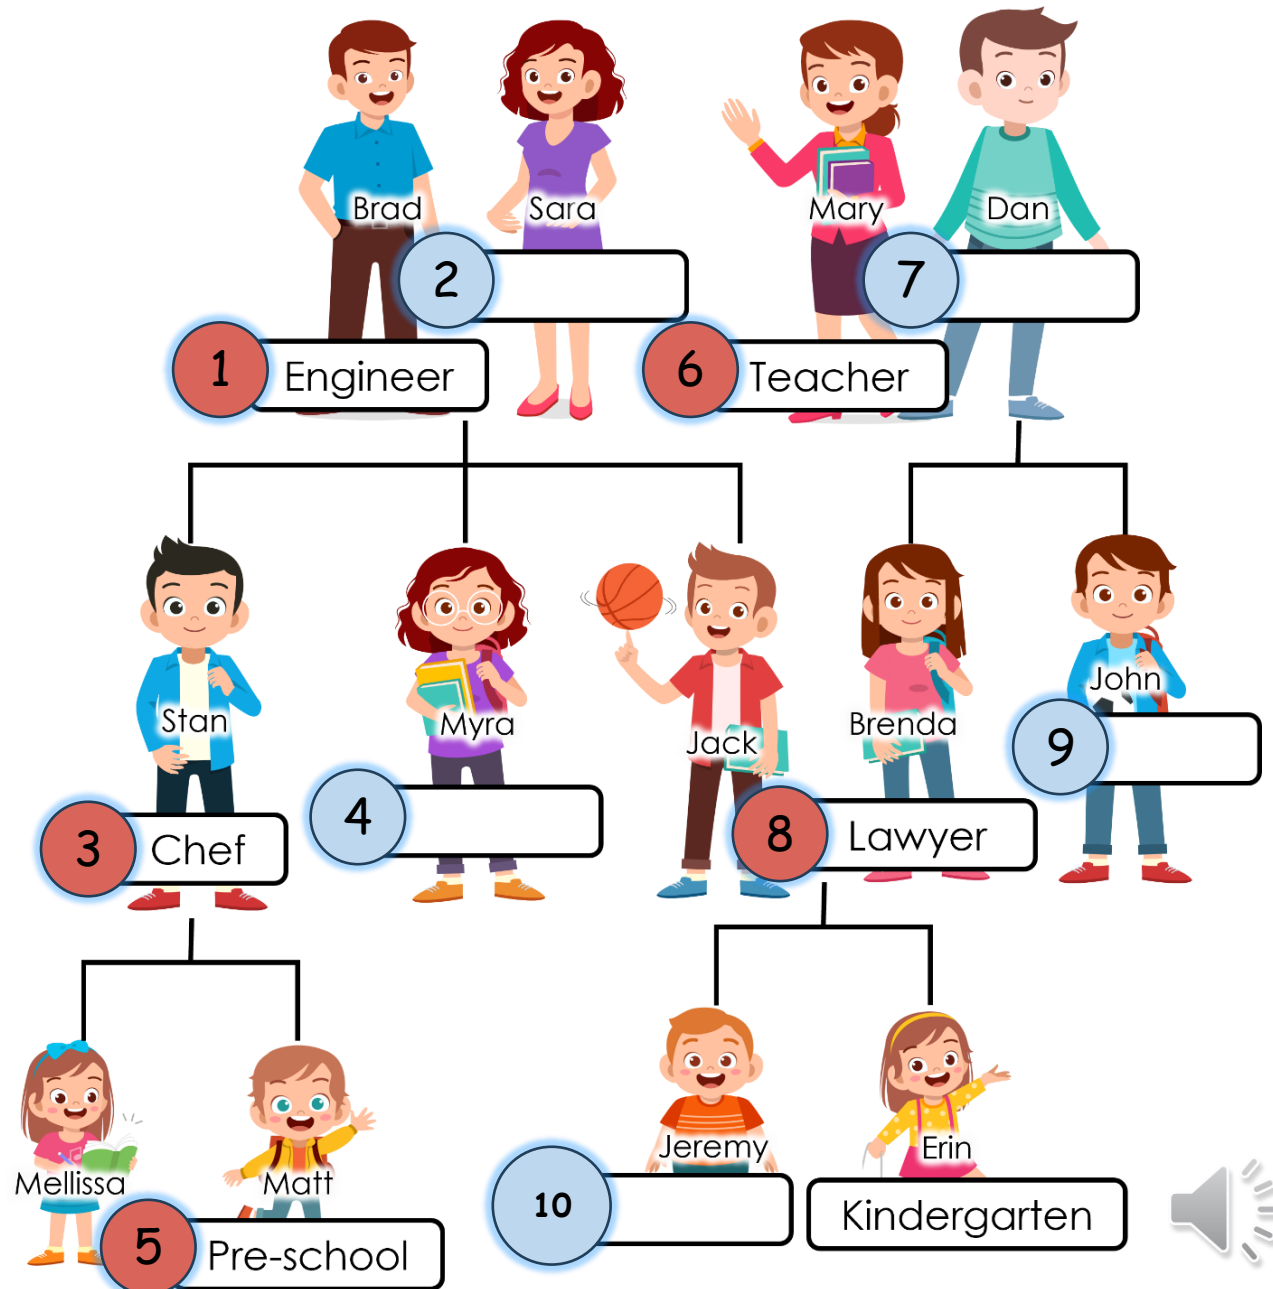 Brad
Sara
Mary
Dan
2
7
1
Engineer
6
Teacher
Stan
Myra
Jack
Brenda
John
9
4
3
Chef
8
Lawyer
Mellissa
Matt
Jeremy
Erin
10
Kindergarten
5
Pre-school